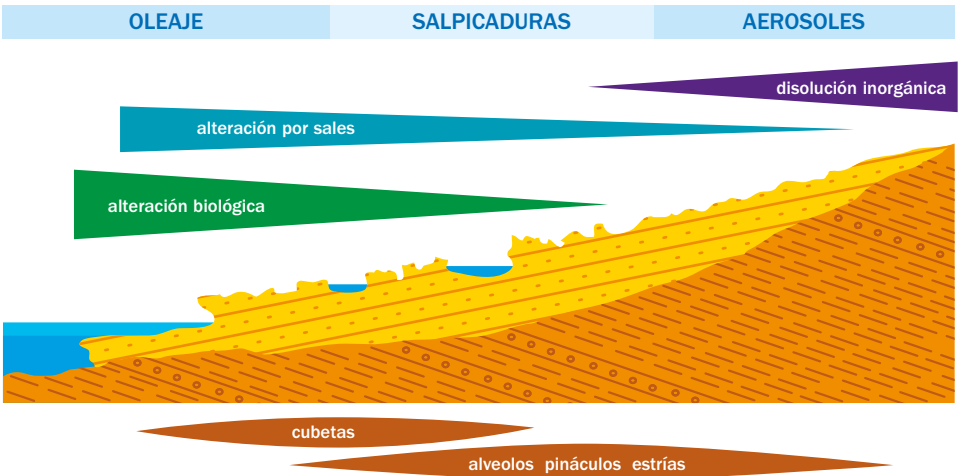 OLEAJE SALPICADURAS AEROSOLES
disolución inorgánica
alteración por sales
alteración biológica
cubetas
alveolos pináculos estrías